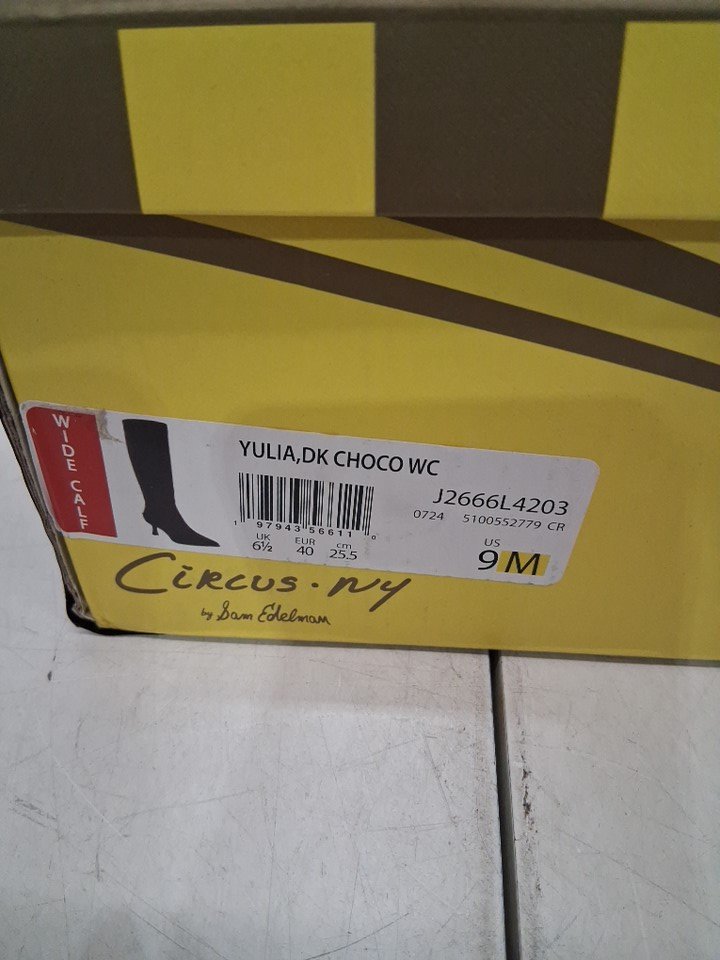 WIDE CALF
YULIA,DK CHOCO WC
J2666L4203
0724 5100552779 CR
1 97943 56611 0
UK EUR cm US
6½ 40 25.5 9 M
CiRCUS · NY
by Sam Edelman